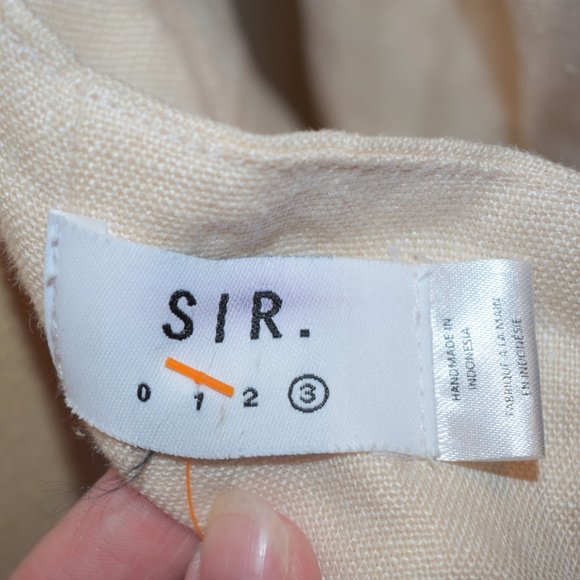 SIR.
0 1 2 3
HANDMADE IN
INDONESIA
FABRIQUÉ A LA MAIN
EN INDONÉSIE